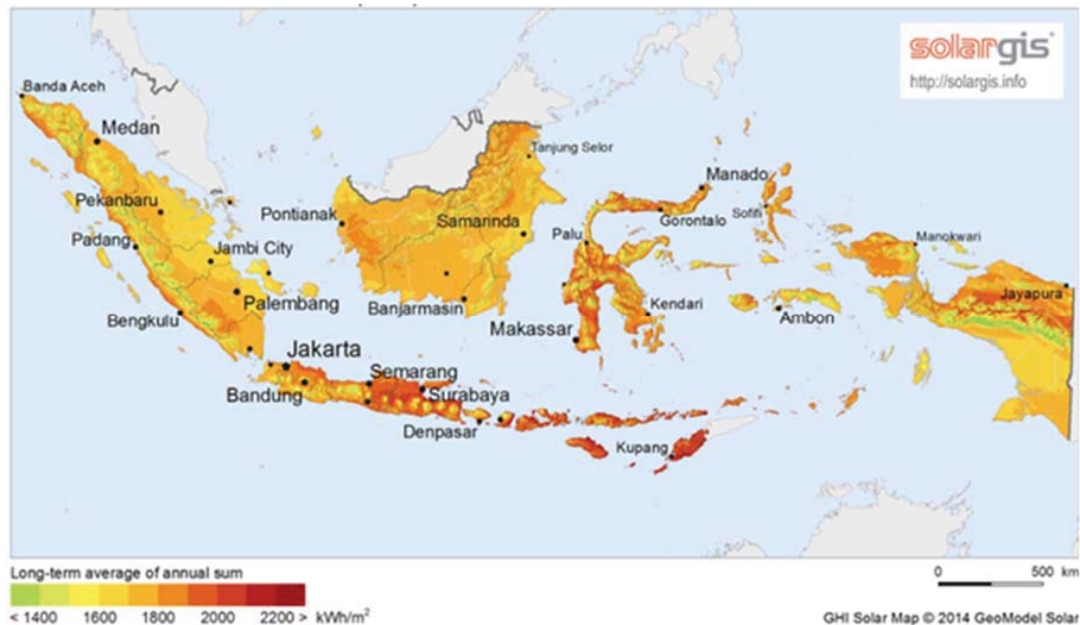 solargis
http://solargis.info
Banda Aceh
Medan
Tanjung Selor
Manado
Pekanbaru
Pontianak
Samarinda
Gorontalo
Sofifi
Padang
Jambi City
Palu
Manokwari
Palembang
Banjarmasin
Kendari
Jayapura
Bengkulu
Makassar
Ambon
Jakarta
Semarang
Bandung
Surabaya
Denpasar
Kupang
Long-term average of annual sum
< 1400 1600 1800 2000 2200 > kWh/m²
0 500 km
GHI Solar Map © 2014 GeoModel Solar